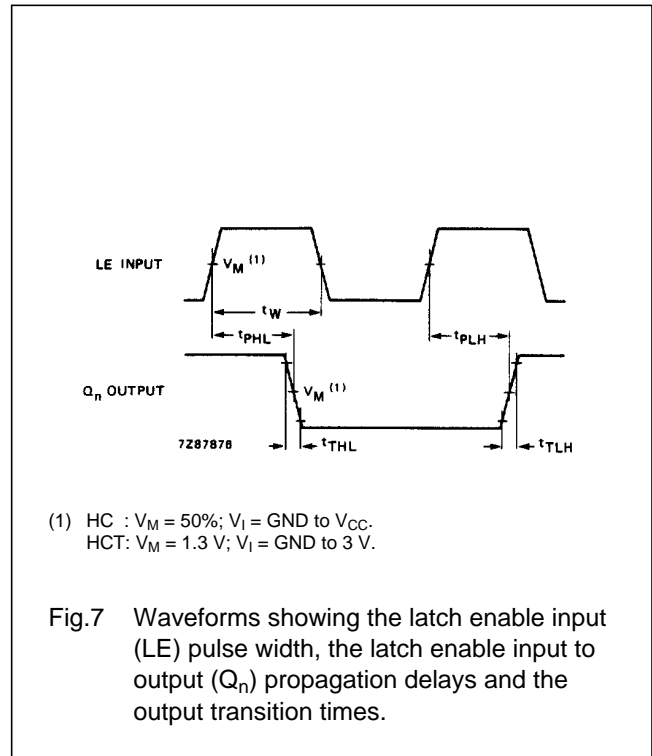 LE INPUT
V_M (1)
t_W
t_PHL
t_PLH
Q_n OUTPUT
V_M (1)
7Z87876
t_THL
t_TLH
(1) HC : V_M = 50%; V_I = GND to V_CC.
HCT: V_M = 1.3 V; V_I = GND to 3 V.
Fig.7 Waveforms showing the latch enable input
(LE) pulse width, the latch enable input to
output (Q_n) propagation delays and the
output transition times.